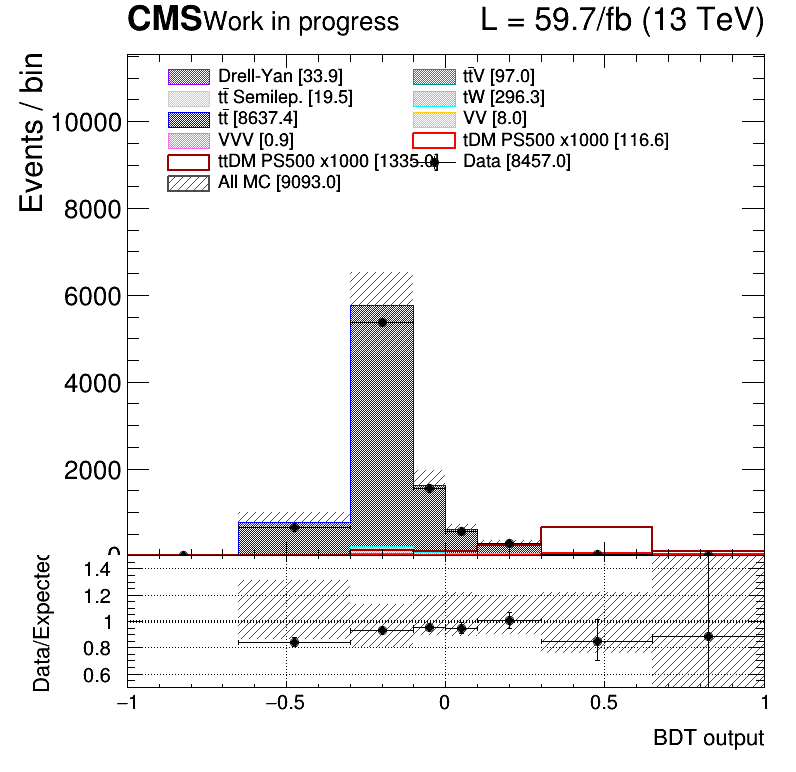 CMS Work in progress L = 59.7/fb (13 TeV)
Events / bin
Drell-Yan [33.9] tt̄V [97.0]
tt̄ Semilep. [19.5] tW [296.3]
tt̄ [8637.4] VV [8.0]
VVV [0.9] tDM PS500 x1000 [116.6]
ttDM PS500 x1000 [1335.0] Data [8457.0]
All MC [9093.0]
10000
8000
6000
4000
2000
0
Data/Expected
1.4
1.2
1
0.8
0.6
−1 −0.5 0 0.5 1
BDT output